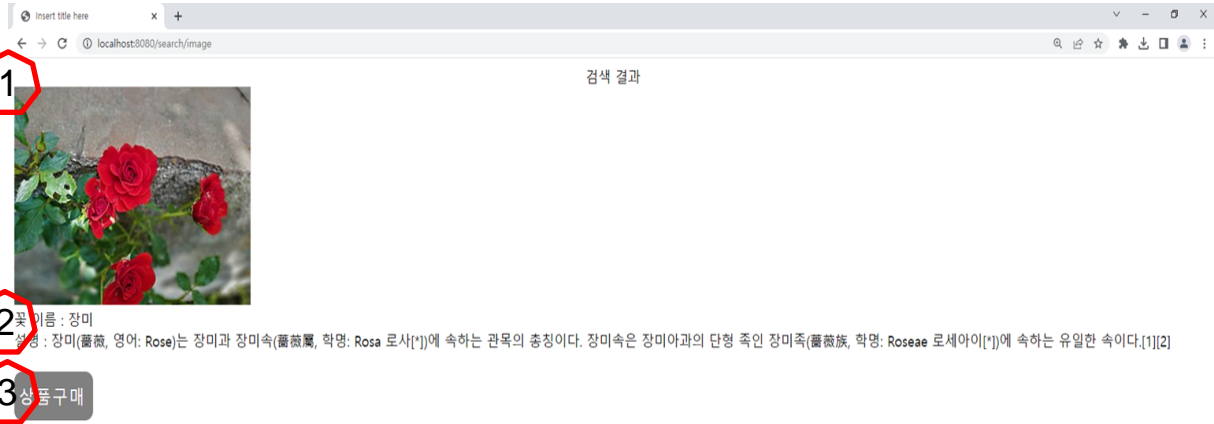 Insert title here
localhost:8080/search/image
검색 결과
1
2
꽃 이름 : 장미
설명 : 장미(薔薇, 영어: Rose)는 장미과 장미속(薔薇屬, 학명: Rosa 로사[*])에 속하는 관목의 총칭이다. 장미속은 장미아과의 단형 족인 장미족(薔薇族, 학명: Roseae 로세아이[*])에 속하는 유일한 속이다.[1][2]
3
상품구매